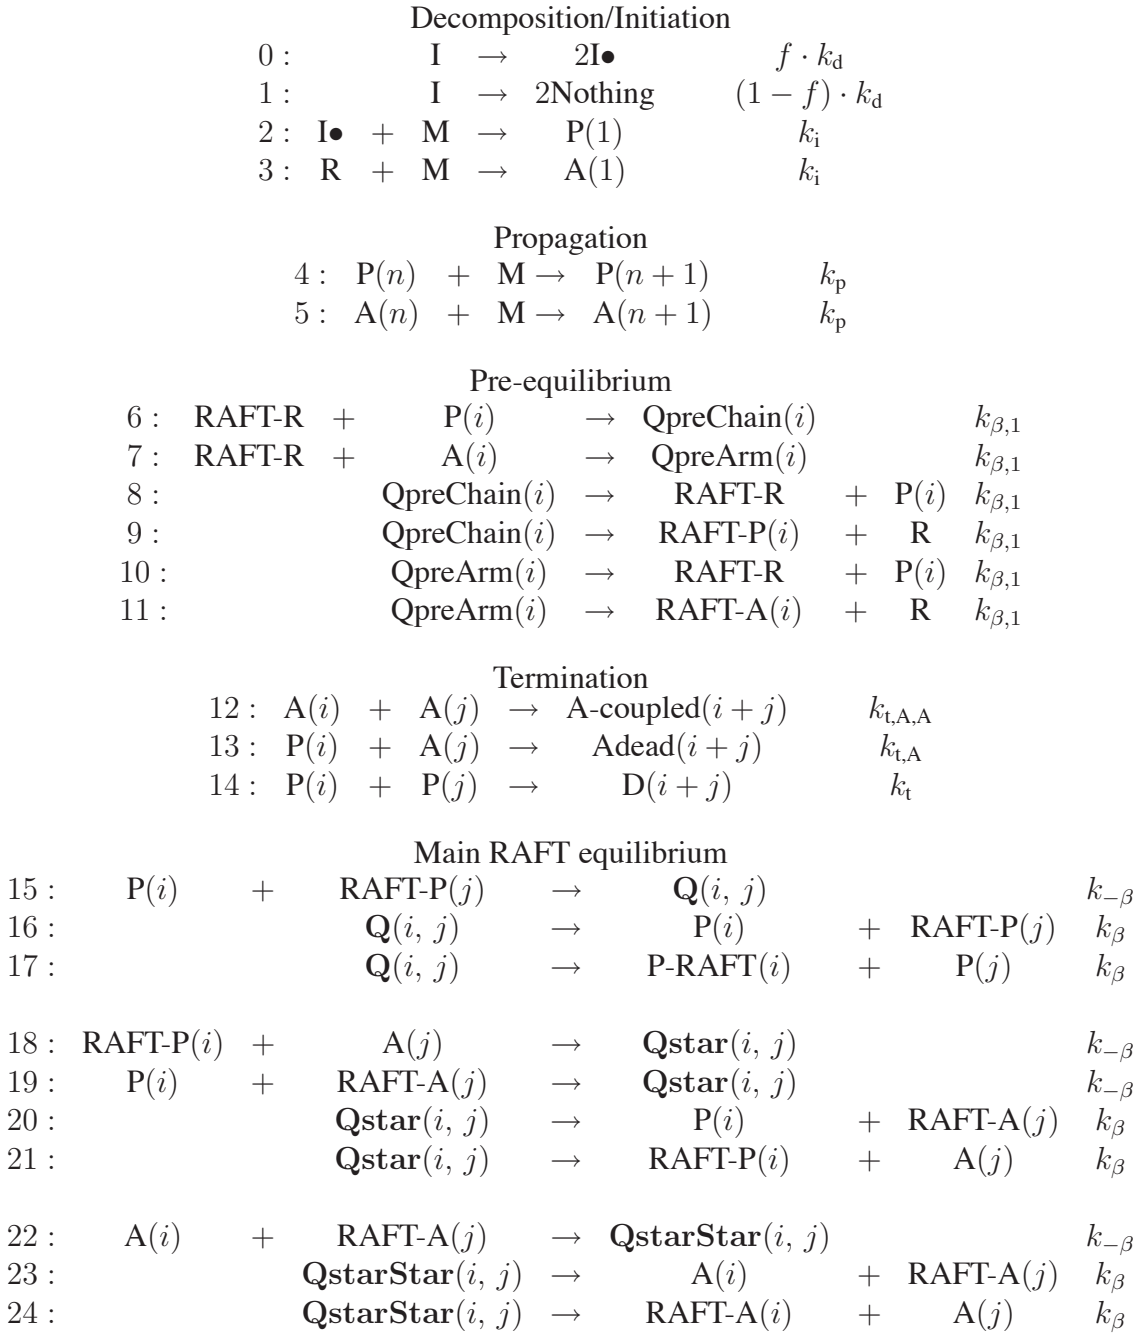 Decomposition/Initiation
0 : I → 2I● f · k_d
1 : I → 2Nothing (1 − f) · k_d
2 : I● + M → P(1) k_i
3 : R + M → A(1) k_i
Propagation
4 : P(n) + M → P(n + 1) k_p
5 : A(n) + M → A(n + 1) k_p
Pre-equilibrium
6 : RAFT-R + P(i) → QpreChain(i) k_β,1
7 : RAFT-R + A(i) → QpreArm(i) k_β,1
8 : QpreChain(i) → RAFT-R + P(i) k_β,1
9 : QpreChain(i) → RAFT-P(i) + R k_β,1
10 : QpreArm(i) → RAFT-R + P(i) k_β,1
11 : QpreArm(i) → RAFT-A(i) + R k_β,1
Termination
12 : A(i) + A(j) → A-coupled(i + j) k_t,A,A
13 : P(i) + A(j) → Adead(i + j) k_t,A
14 : P(i) + P(j) → D(i + j) k_t
Main RAFT equilibrium
15 : P(i) + RAFT-P(j) → Q(i, j) k_−β
16 : Q(i, j) → P(i) + RAFT-P(j) k_β
17 : Q(i, j) → P-RAFT(i) + P(j) k_β
18 : RAFT-P(i) + A(j) → Qstar(i, j) k_−β
19 : P(i) + RAFT-A(j) → Qstar(i, j) k_−β
20 : Qstar(i, j) → P(i) + RAFT-A(j) k_β
21 : Qstar(i, j) → RAFT-P(i) + A(j) k_β
22 : A(i) + RAFT-A(j) → QstarStar(i, j) k_−β
23 : QstarStar(i, j) → A(i) + RAFT-A(j) k_β
24 : QstarStar(i, j) → RAFT-A(i) + A(j) k_β